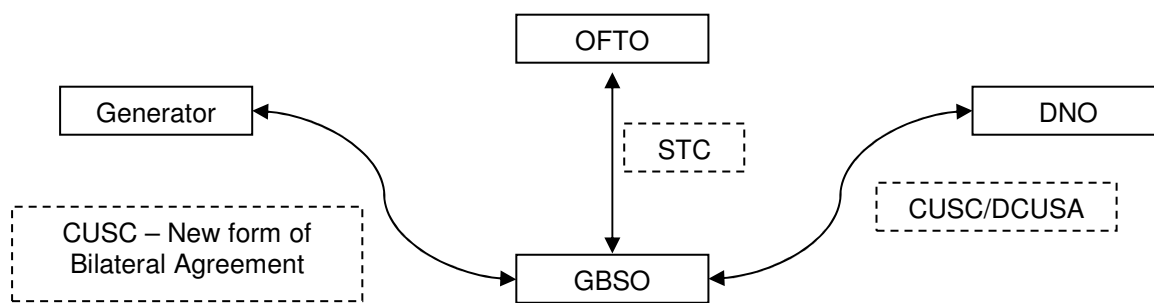 OFTO
Generator
DNO
STC
CUSC/DCUSA
CUSC – New form of
Bilateral Agreement
GBSO